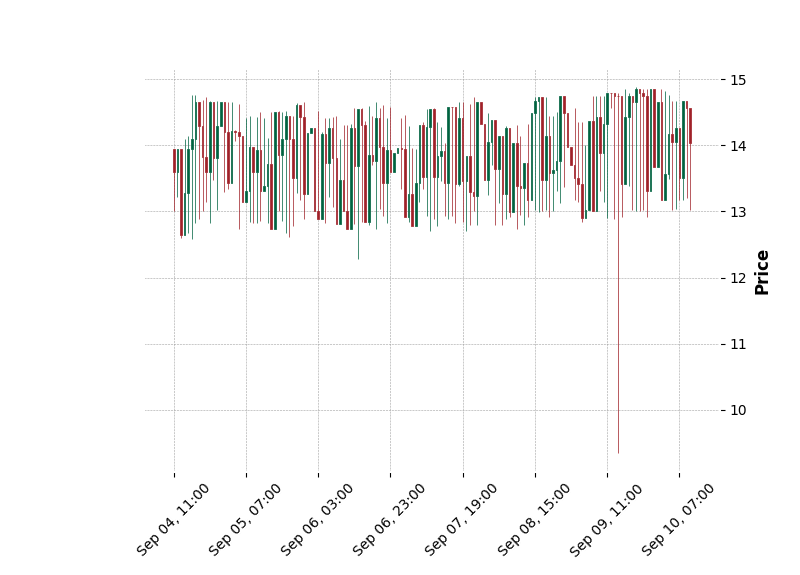 15
14
13
12
11
10
Price
Sep 04, 11:00
Sep 05, 07:00
Sep 06, 03:00
Sep 06, 23:00
Sep 07, 19:00
Sep 08, 15:00
Sep 09, 11:00
Sep 10, 07:00